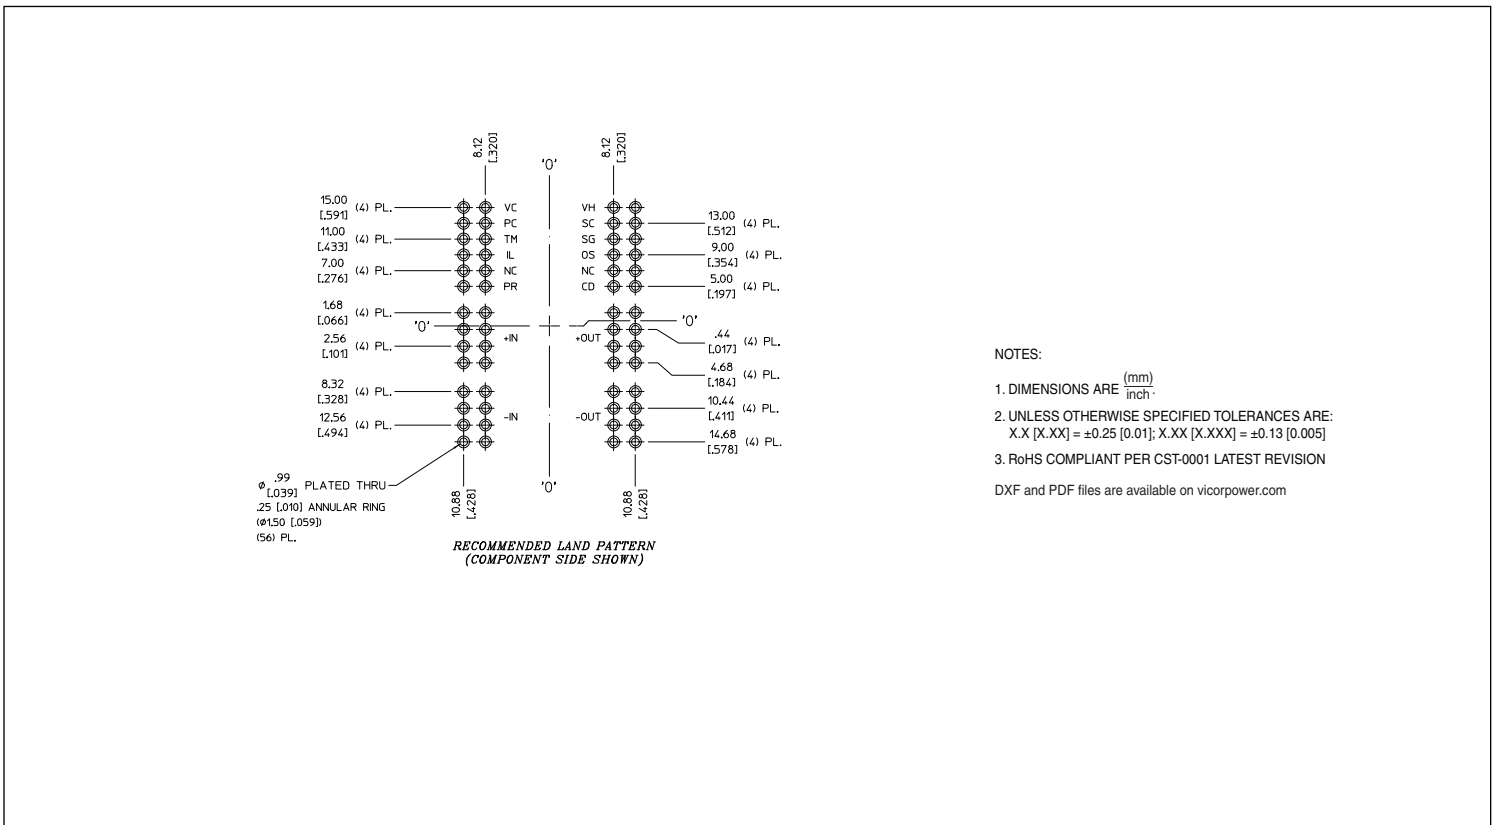 8.12
[.320]
'0'
8.12
[.320]
15.00
[.591]
(4) PL.
11.00
[.433]
(4) PL.
7.00
[.276]
(4) PL.
1.68
[.066]
(4) PL.
'0'
2.56
[.101]
(4) PL.
8.32
[.328]
(4) PL.
12.56
[.494]
(4) PL.
VC
PC
TM
IL
NC
PR
+IN
-IN
VH
SC
SG
OS
NC
CD
+OUT
-OUT
13.00
[.512]
(4) PL.
9.00
[.354]
(4) PL.
5.00
[.197]
(4) PL.
'0'
.44
[.017]
(4) PL.
4.68
[.184]
(4) PL.
10.44
[.411]
(4) PL.
14.68
[.578]
(4) PL.
ø .99
[.039]
PLATED THRU
.25 [.010] ANNULAR RING
(ø1.50 [.059])
(56) PL.
10.88
[.428]
'0'
10.88
[.428]
RECOMMENDED LAND PATTERN
(COMPONENT SIDE SHOWN)
NOTES:
1. DIMENSIONS ARE (mm)
inch.
2. UNLESS OTHERWISE SPECIFIED TOLERANCES ARE:
X.X [X.XX] = ±0.25 [0.01]; X.XX [X.XXX] = ±0.13 [0.005]
3. RoHS COMPLIANT PER CST-0001 LATEST REVISION
DXF and PDF files are available on vicorpower.com